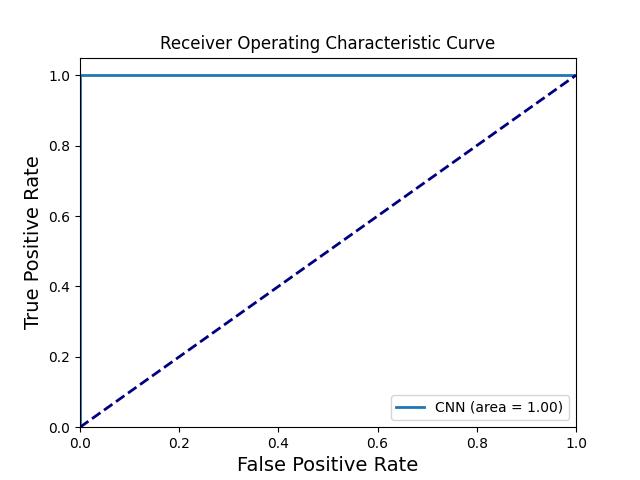 Receiver Operating Characteristic Curve
1.0
0.8
0.6
0.4
0.2
0.0
True Positive Rate
CNN (area = 1.00)
0.0 0.2 0.4 0.6 0.8 1.0
False Positive Rate